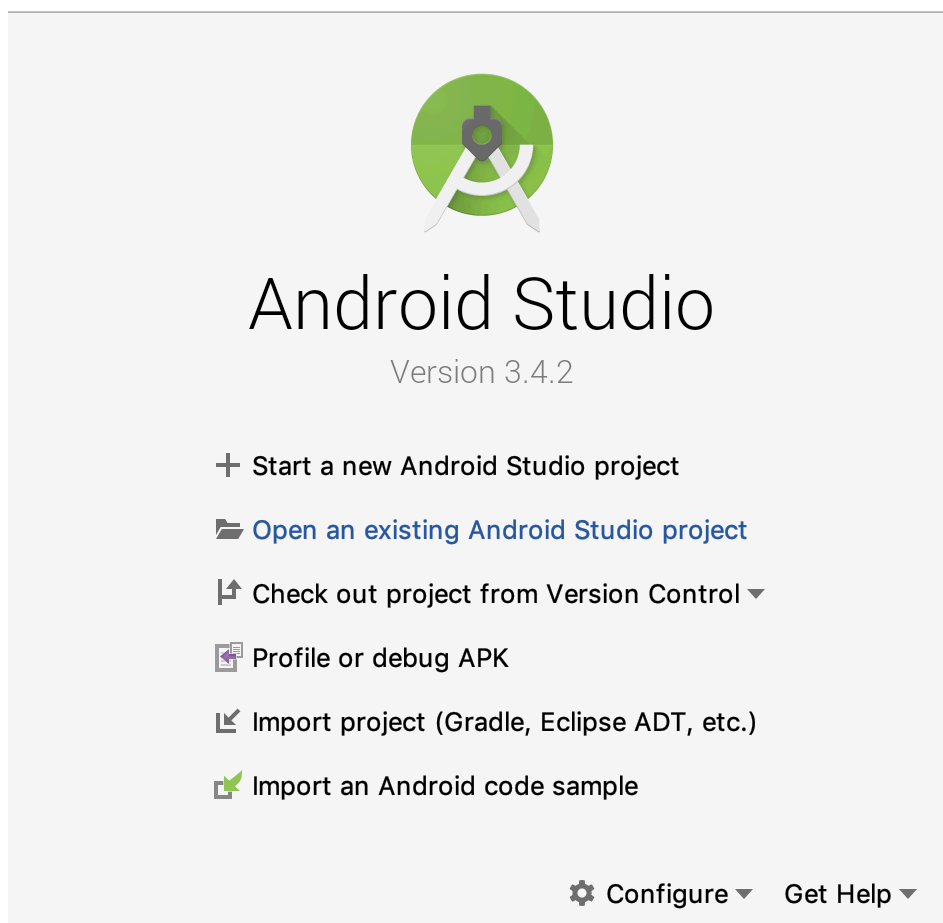 Android Studio
Version 3.4.2
Start a new Android Studio project
Open an existing Android Studio project
Check out project from Version Control
Profile or debug APK
Import project (Gradle, Eclipse ADT, etc.)
Import an Android code sample
Configure Get Help